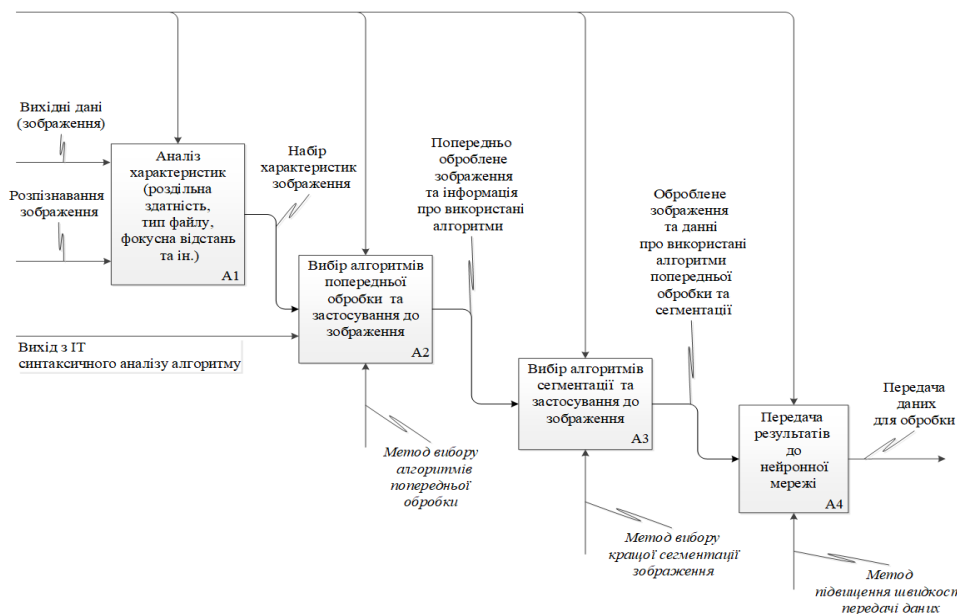 Вихідні дані
(зображення)
Розпізнавання
зображення
Аналіз
характеристик
(роздільна
здатність,
тип файлу,
фокусна відстань
та ін.)
A1
Набір
характеристик
зображення
Вихід з ІТ
синтаксичного аналізу алгоритму
Вибір алгоритмів
попередньої
обробки та
застосування до
зображення
A2
Метод вибору
алгоритмів
попередньої
обробки
Попередньо
оброблене
зображення
та інформація
про використані
алгоритми
Вибір алгоритмів
сегментації та
застосування до
зображення
A3
Метод вибору
кращої сегментації
зображення
Оброблене
зображення
та данні
про використані
алгоритми
попередньої
обробки та
сегментації
Передача
результатів
до
нейронної
мережі
A4
Передача
даних
для обробки
Метод
підвищення швидкост
передачі даних